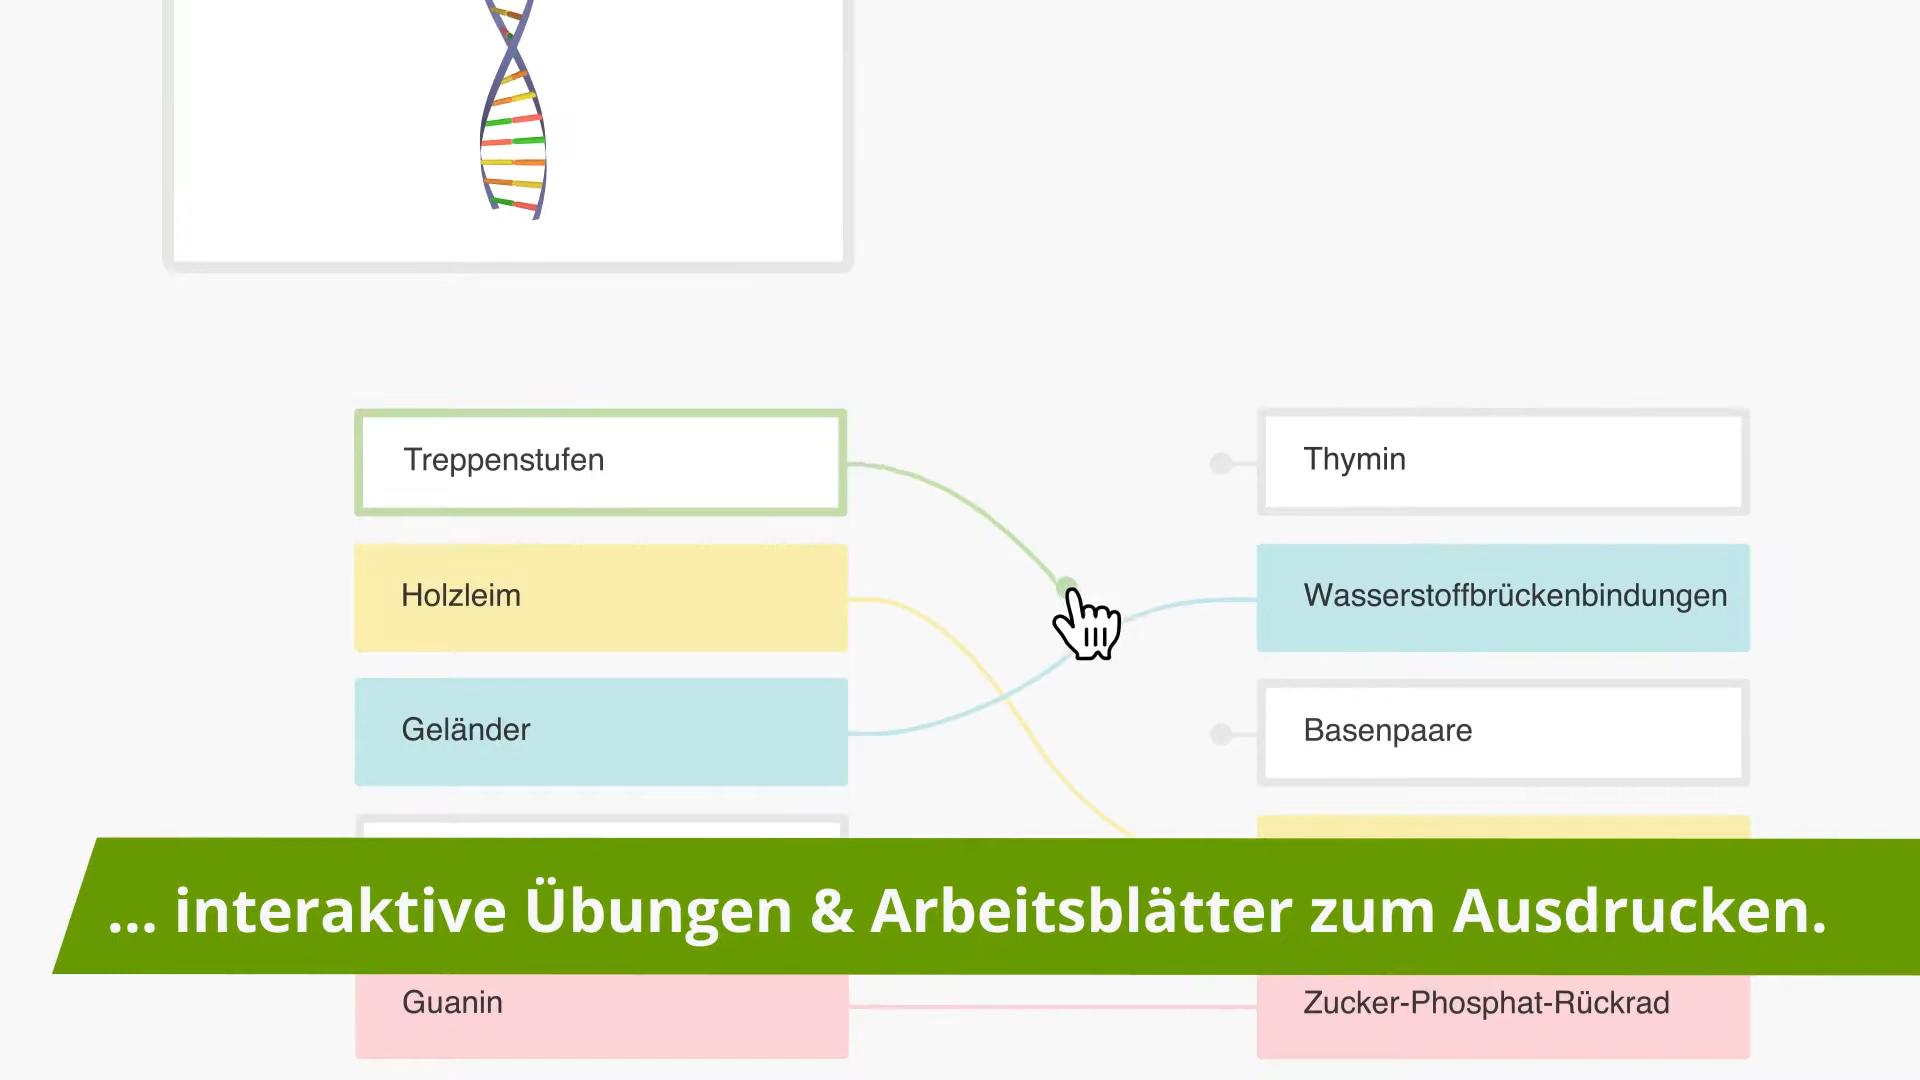 Treppenstufen
Thymin
Holzleim
Wasserstoffbrückenbindungen
Geländer
Basenpaare
... interaktive Übungen & Arbeitsblätter zum Ausdrucken.
Guanin
Zucker-Phosphat-Rückrad